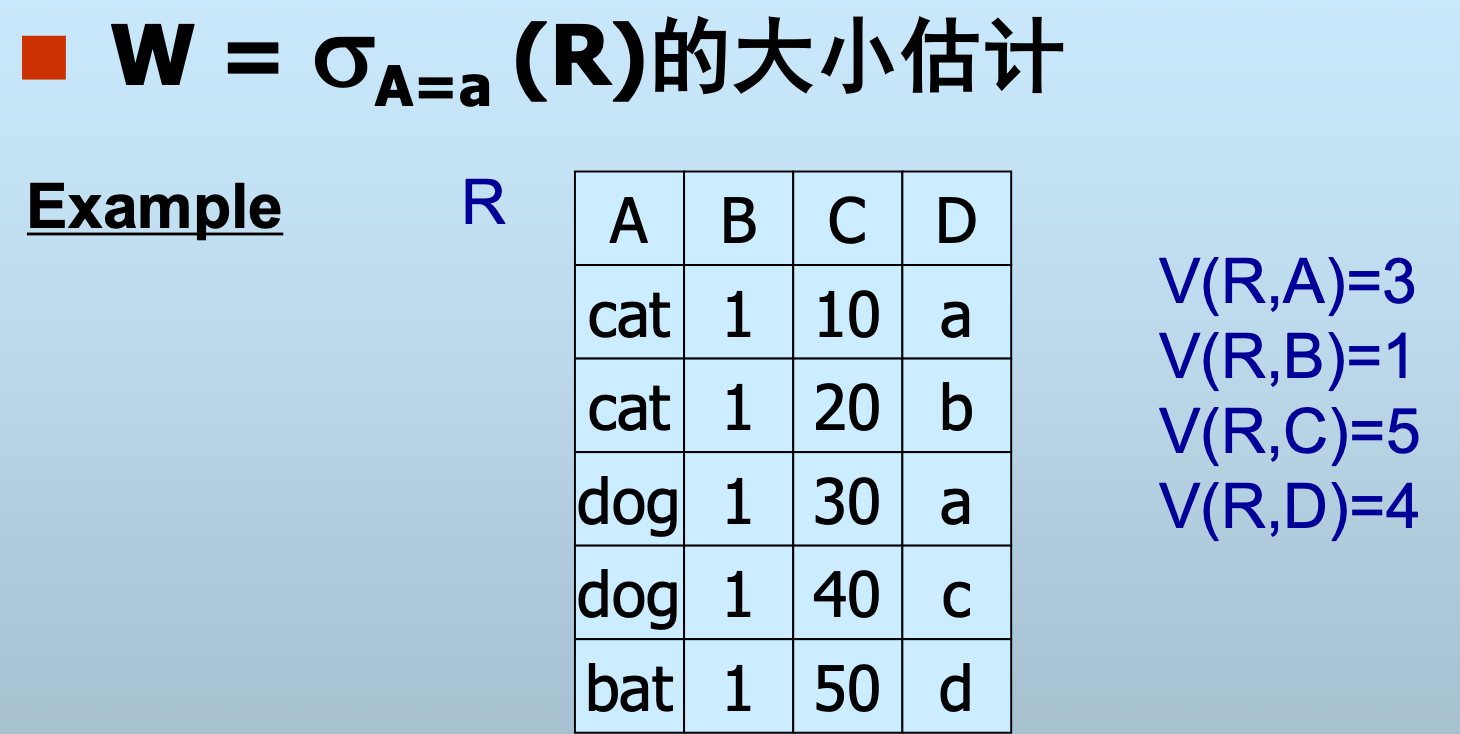 W = σA=a (R)的大小估计
Example
R
A B C D
cat 1 10 a
cat 1 20 b
dog 1 30 a
dog 1 40 c
bat 1 50 d
V(R,A)=3
V(R,B)=1
V(R,C)=5
V(R,D)=4